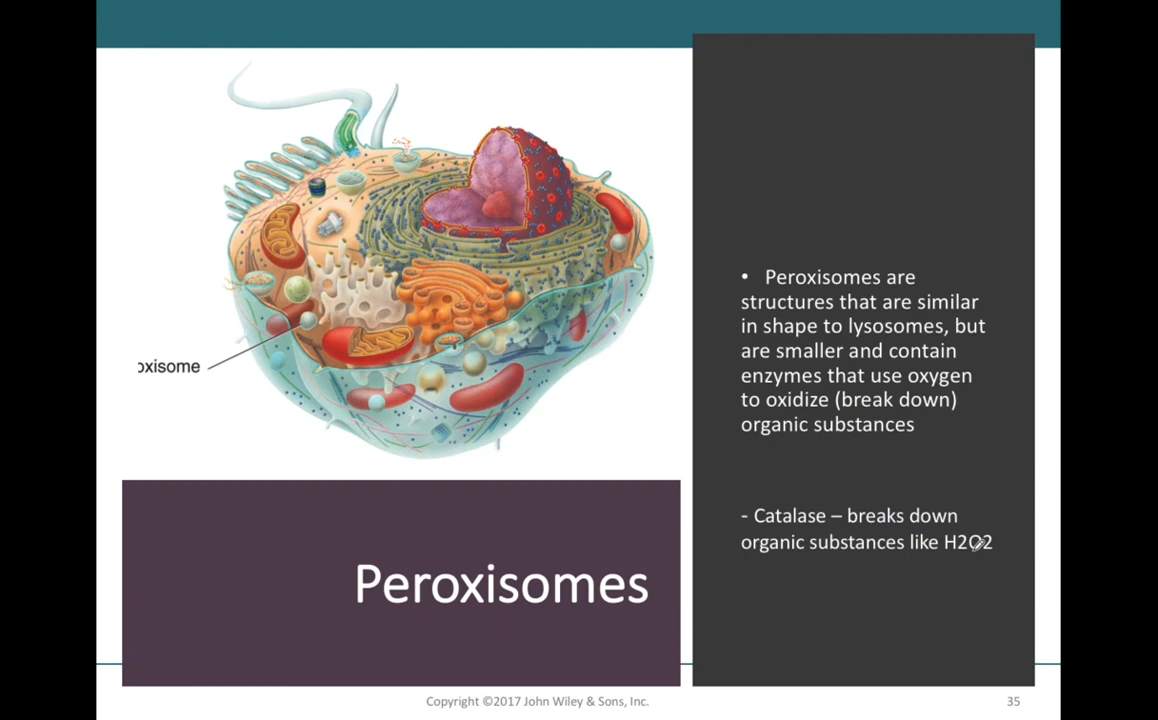 oxisome
• Peroxisomes are
structures that are similar
in shape to lysosomes, but
are smaller and contain
enzymes that use oxygen
to oxidize (break down)
organic substances
- Catalase – breaks down
organic substances like H2O2
Peroxisomes
Copyright ©2017 John Wiley & Sons, Inc.
35